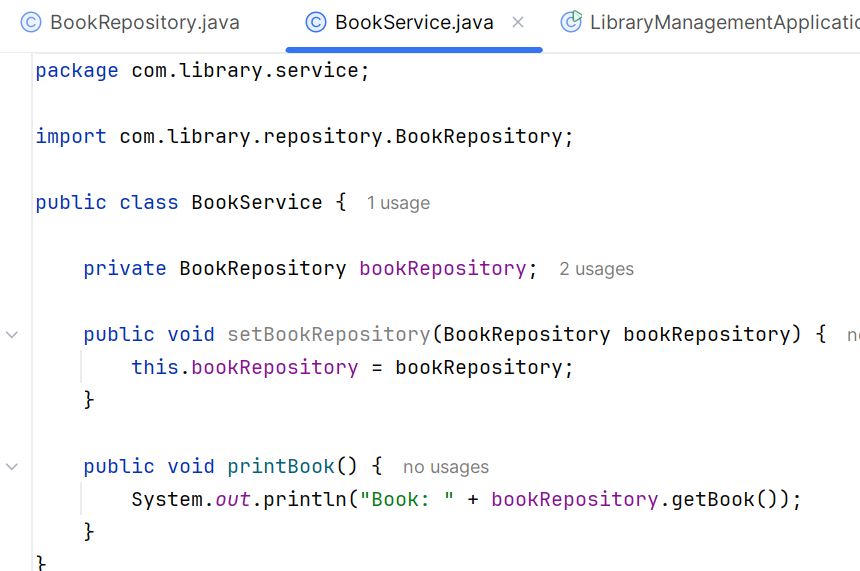 BookRepository.java BookService.java LibraryManagementApplicatio
package com.library.service;
import com.library.repository.BookRepository;
public class BookService { 1 usage
private BookRepository bookRepository; 2 usages
public void setBookRepository(BookRepository bookRepository) {
this.bookRepository = bookRepository;
}
public void printBook() { no usages
System.out.println("Book: " + bookRepository.getBook());
}
}